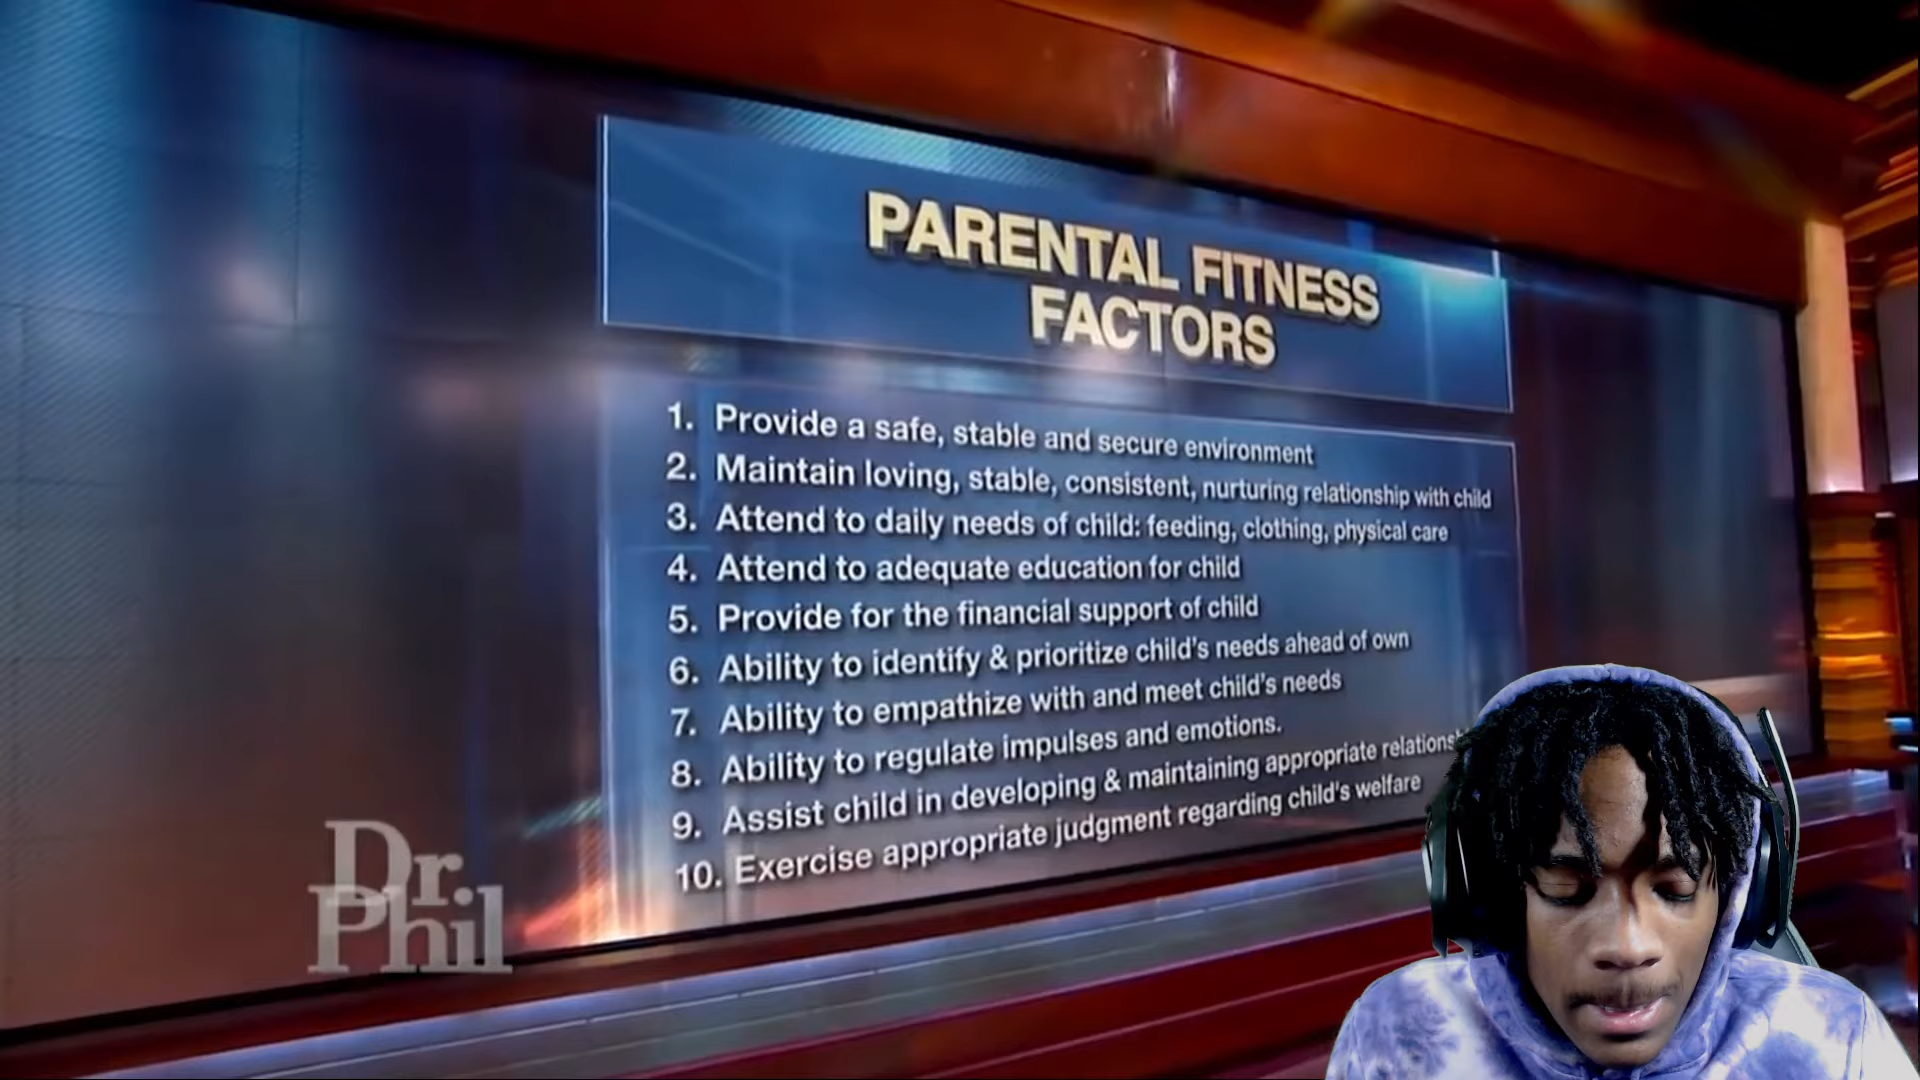 PARENTAL FITNESS
FACTORS
1. Provide a safe, stable and secure environment
2. Maintain loving, stable, consistent, nurturing relationship with child
3. Attend to daily needs of child: feeding, clothing, physical care
4. Attend to adequate education for child
5. Provide for the financial support of child
6. Ability to identify & prioritize child's needs ahead of own
7. Ability to empathize with and meet child's needs
8. Ability to regulate impulses and emotions.
9. Assist child in developing & maintaining appropriate
10. Exercise appropriate judgment regarding child's welfare
Dr.
Phil